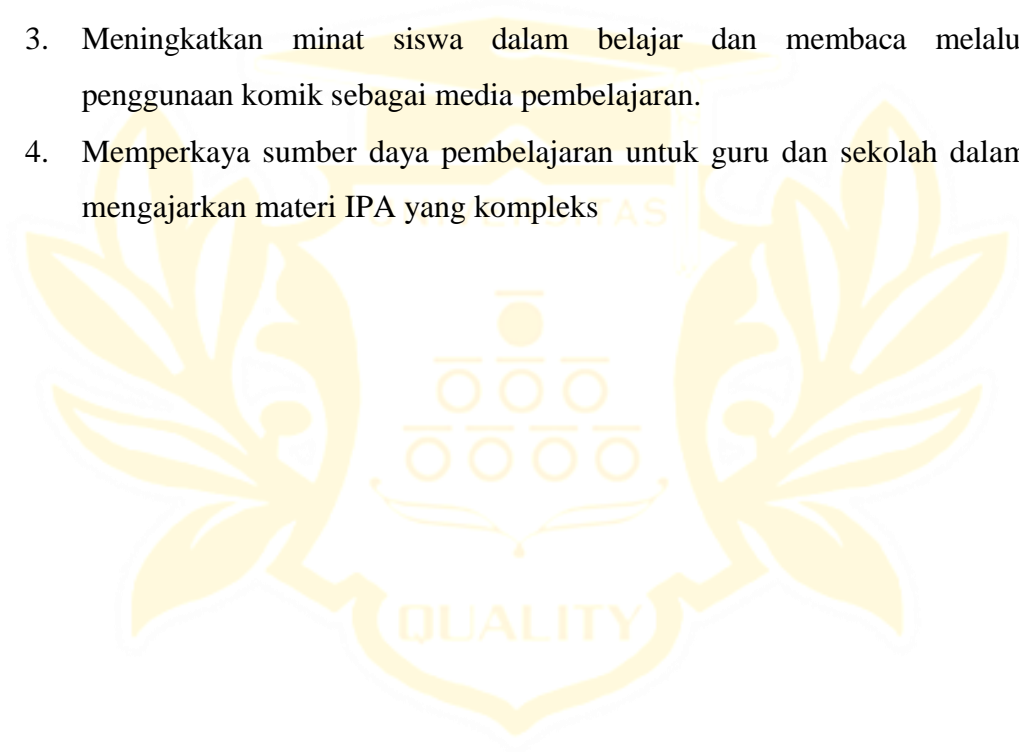 3. Meningkatkan minat siswa dalam belajar dan membaca melalu
penggunaan komik sebagai media pembelajaran.
4. Memperkaya sumber daya pembelajaran untuk guru dan sekolah dalam
mengajarkan materi IPA yang kompleks
QUALITY